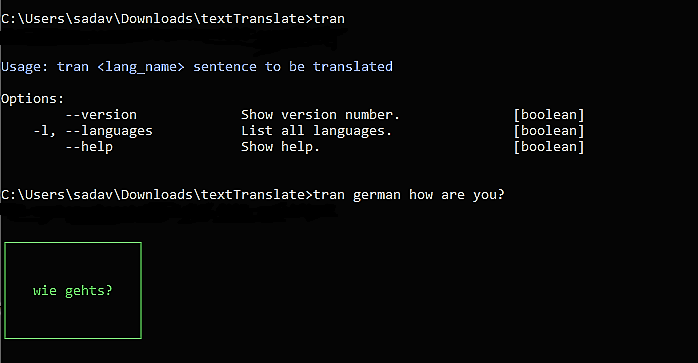 C:\Users\sadav\Downloads\textTranslate>tran
Usage: tran <lang_name> sentence to be translated
Options:
--version Show version number. [boolean]
-l, --languages List all languages. [boolean]
--help Show help. [boolean]
C:\Users\sadav\Downloads\textTranslate>tran german how are you?
wie gehts?